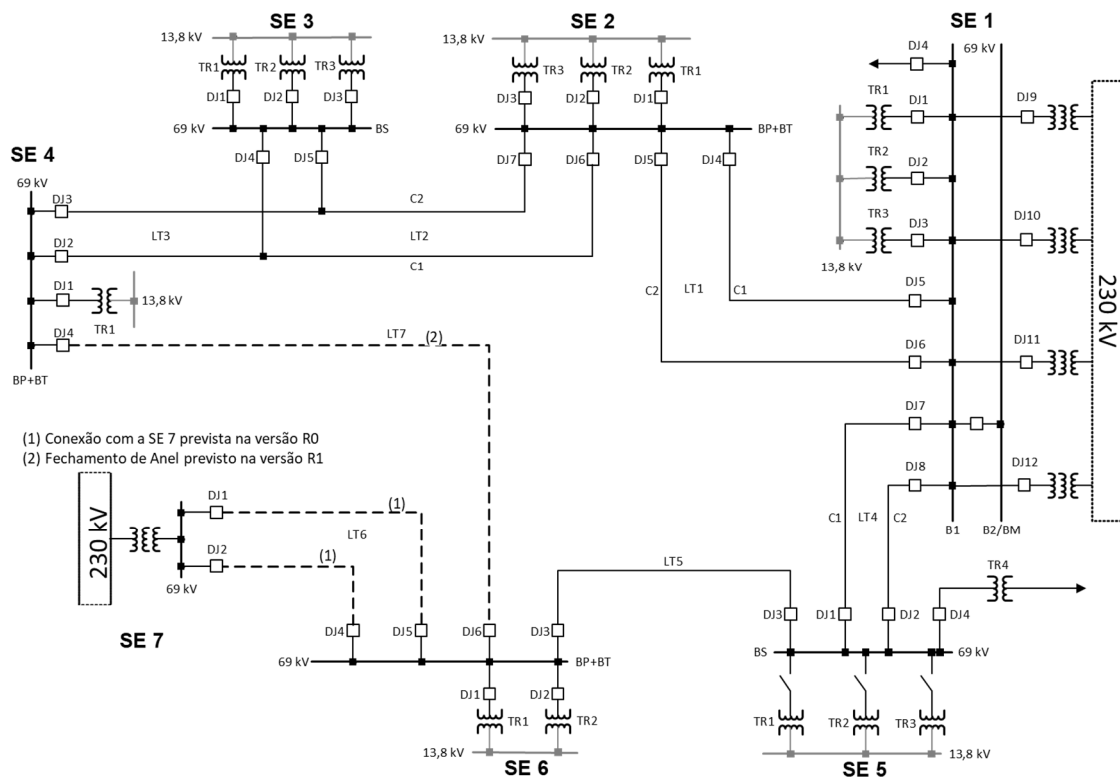 SE 3
13,8 kV
TR1
TR2
TR3
DJ1
DJ2
DJ3
69 kV
BS
DJ4
DJ5
SE 2
13,8 kV
TR3
TR2
TR1
DJ3
DJ2
DJ1
69 kV
BP+BT
DJ7
DJ6
DJ5
DJ4
SE 1
DJ4
69 kV
TR1
DJ1
DJ9
TR2
DJ2
TR3
DJ3
DJ10
13,8 kV
DJ5
DJ6
DJ11
DJ7
DJ8
DJ12
B1
B2/BM
230 kV
SE 4
69 kV
DJ3
C2
LT3
LT2
DJ2
C1
DJ1
13,8 kV
TR1
DJ4
LT7
(2)
BP+BT
C2
LT1
C1
(1) Conexão com a SE 7 prevista na versão R0
(2) Fechamento de Anel previsto na versão R1
230 kV
DJ1
(1)
LT6
DJ2
(1)
69 kV
SE 7
C1
LT4
C2
LT5
TR4
DJ4
DJ5
DJ6
DJ3
69 kV
BP+BT
DJ1
DJ2
TR1
TR2
13,8 kV
SE 6
DJ3
DJ1
DJ2
DJ4
BS
69 kV
TR1
TR2
TR3
13,8 kV
SE 5